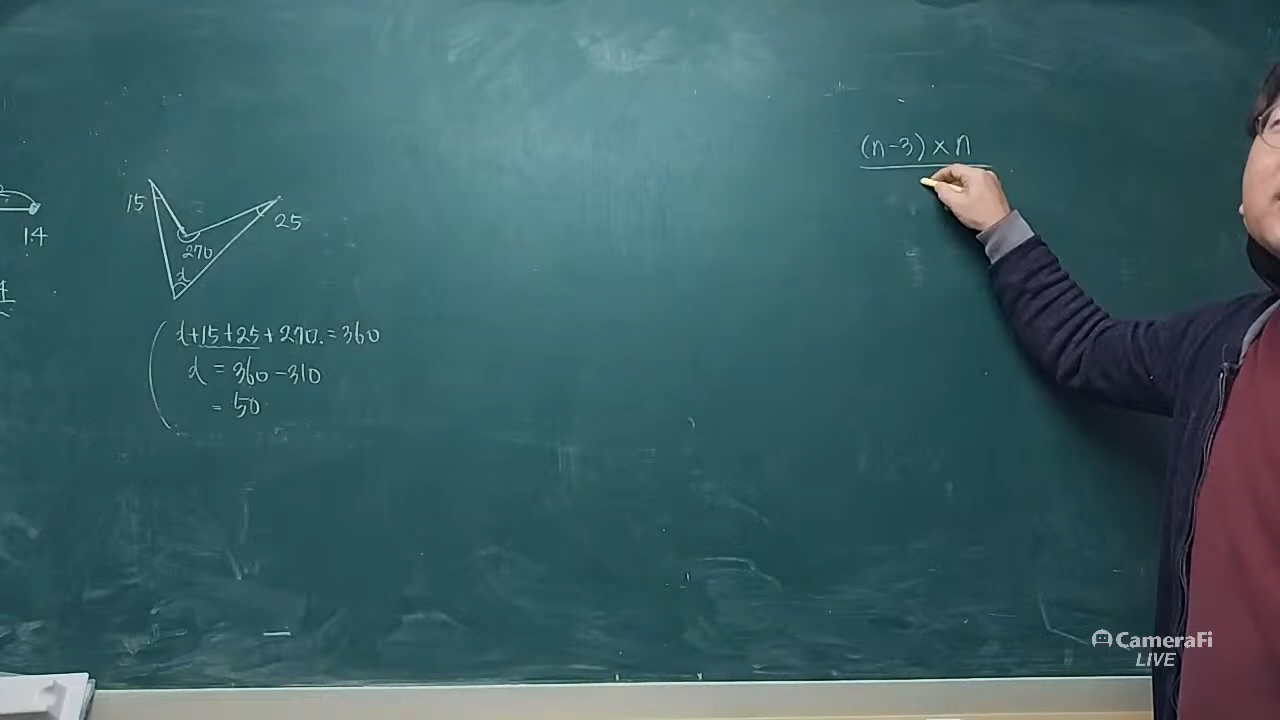 14
15
25
270
x
x+15+25+270.=360
x = 360-310
= 50
(n-3)×n
CameraFi
LIVE